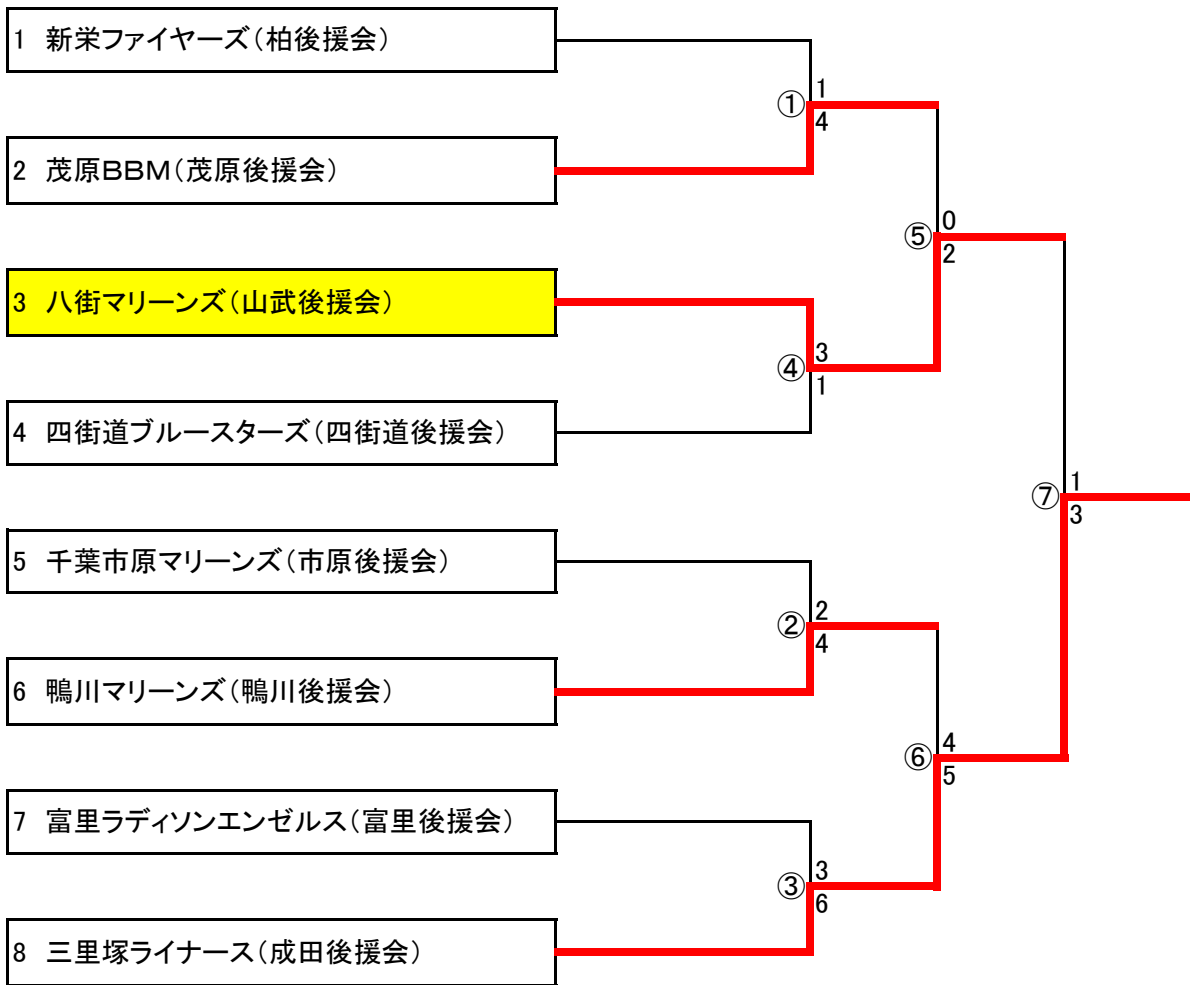 1 新栄ファイヤーズ(柏後援会)
1
①
4
2 茂原BBM(茂原後援会)
0
⑤
2
3 八街マリーンズ(山武後援会)
3
④
1
4 四街道ブルースターズ(四街道後援会)
1
⑦
3
5 千葉市原マリーンズ(市原後援会)
2
②
4
6 鴨川マリーンズ(鴨川後援会)
4
⑥
5
7 富里ラディソンエンゼルス(富里後援会)
3
③
6
8 三里塚ライナース(成田後援会)